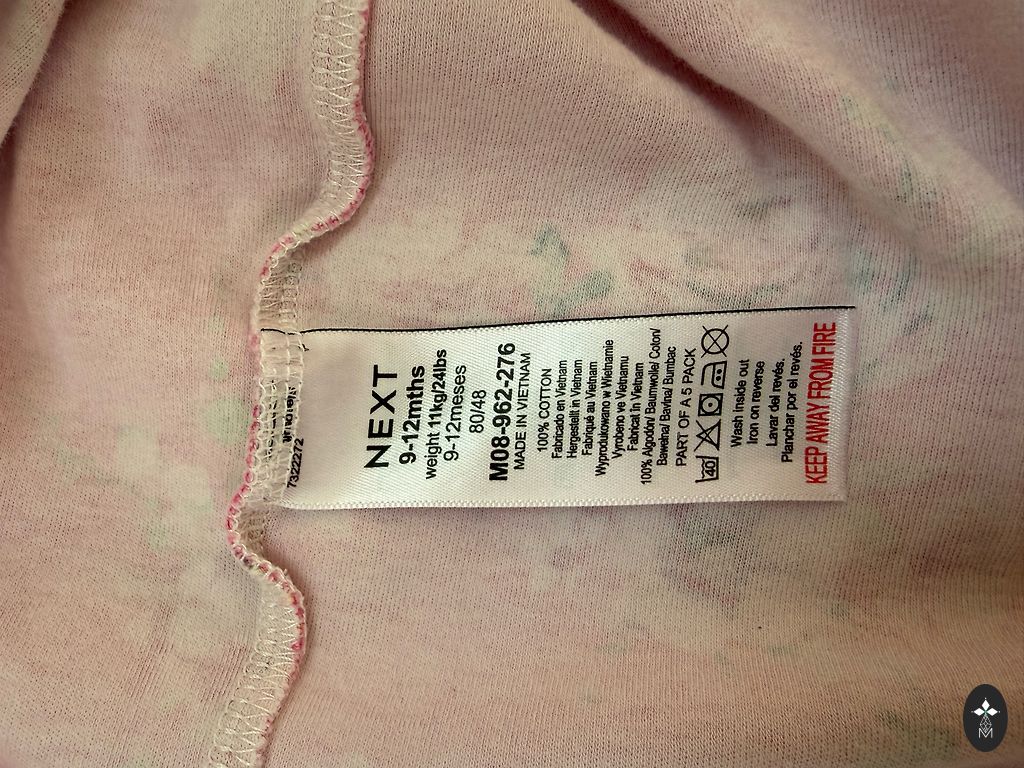 7322272
NEXT
9-12mths
weight 11kg/24lbs
9-12meses
80/48
M08-962-276
MADE IN VIETNAM
100% COTTON
Fabricado en Vietnam
Hergestellt in Vietnam
Fabriqué au Vietnam
Wyprodukowano w Wietnamie
Vyrobeno ve Vietnamu
Fabricat în Vietnam
100% Algodón/ Baumwolle/ Coton/
Bawełna/ Bavlna/ Bumbac
PART OF A 5 PACK
40
Wash inside out
Iron on reverse
Lavar del revés.
Planchar por el revés.
KEEP AWAY FROM FIRE
M